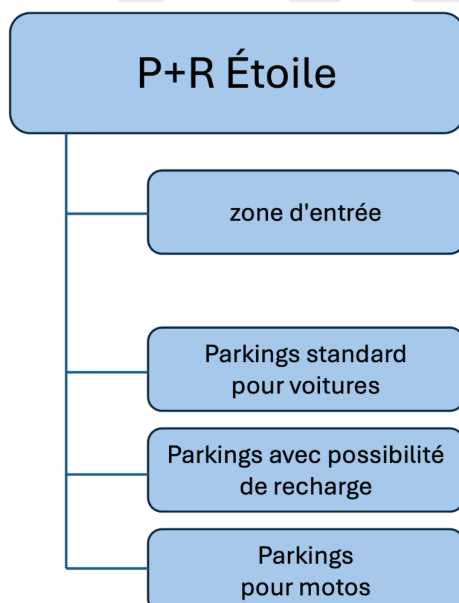 P+R Étoile
zone d'entrée
Parkings standard
pour voitures
Parkings avec possibilité
de recharge
Parkings
pour motos